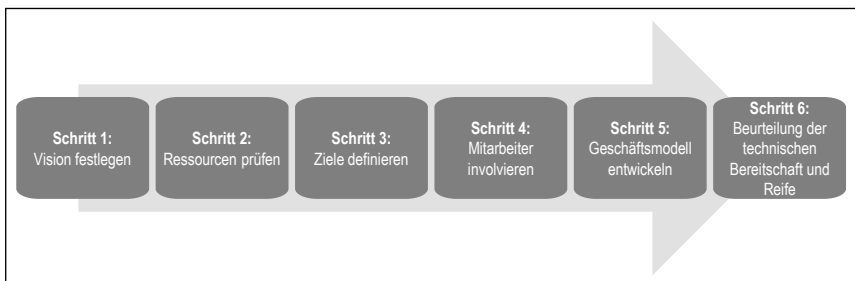 Schritt 1:
Vision festlegen
Schritt 2:
Ressourcen prüfen
Schritt 3:
Ziele definieren
Schritt 4:
Mitarbeiter
involvieren
Schritt 5:
Geschäftsmodell
entwickeln
Schritt 6:
Beurteilung der
technischen
Bereitschaft und
Reife